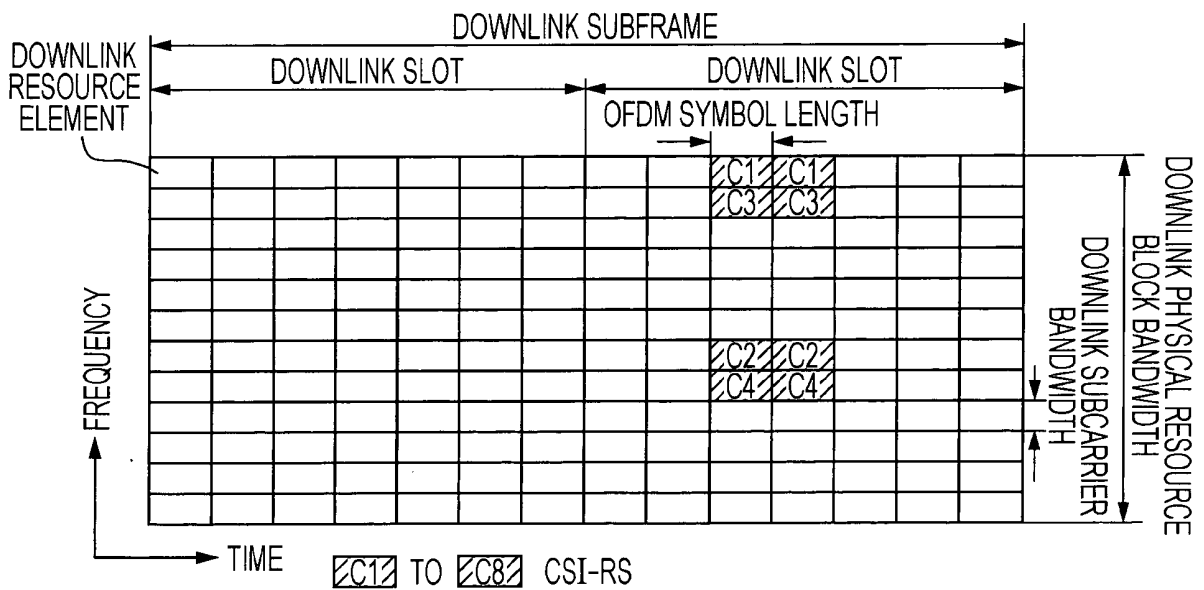 DOWNLINK SUBFRAME
DOWNLINK
RESOURCE
ELEMENT
DOWNLINK SLOT
DOWNLINK SLOT
OFDM SYMBOL LENGTH
C1 C1
C3 C3
C2 C2
C4 C4
DOWNLINK PHYSICAL RESOURCE
BLOCK BANDWIDTH
DOWNLINK SUBCARRIER
BANDWIDTH
FREQUENCY
TIME
C1 TO C8 CSI-RS